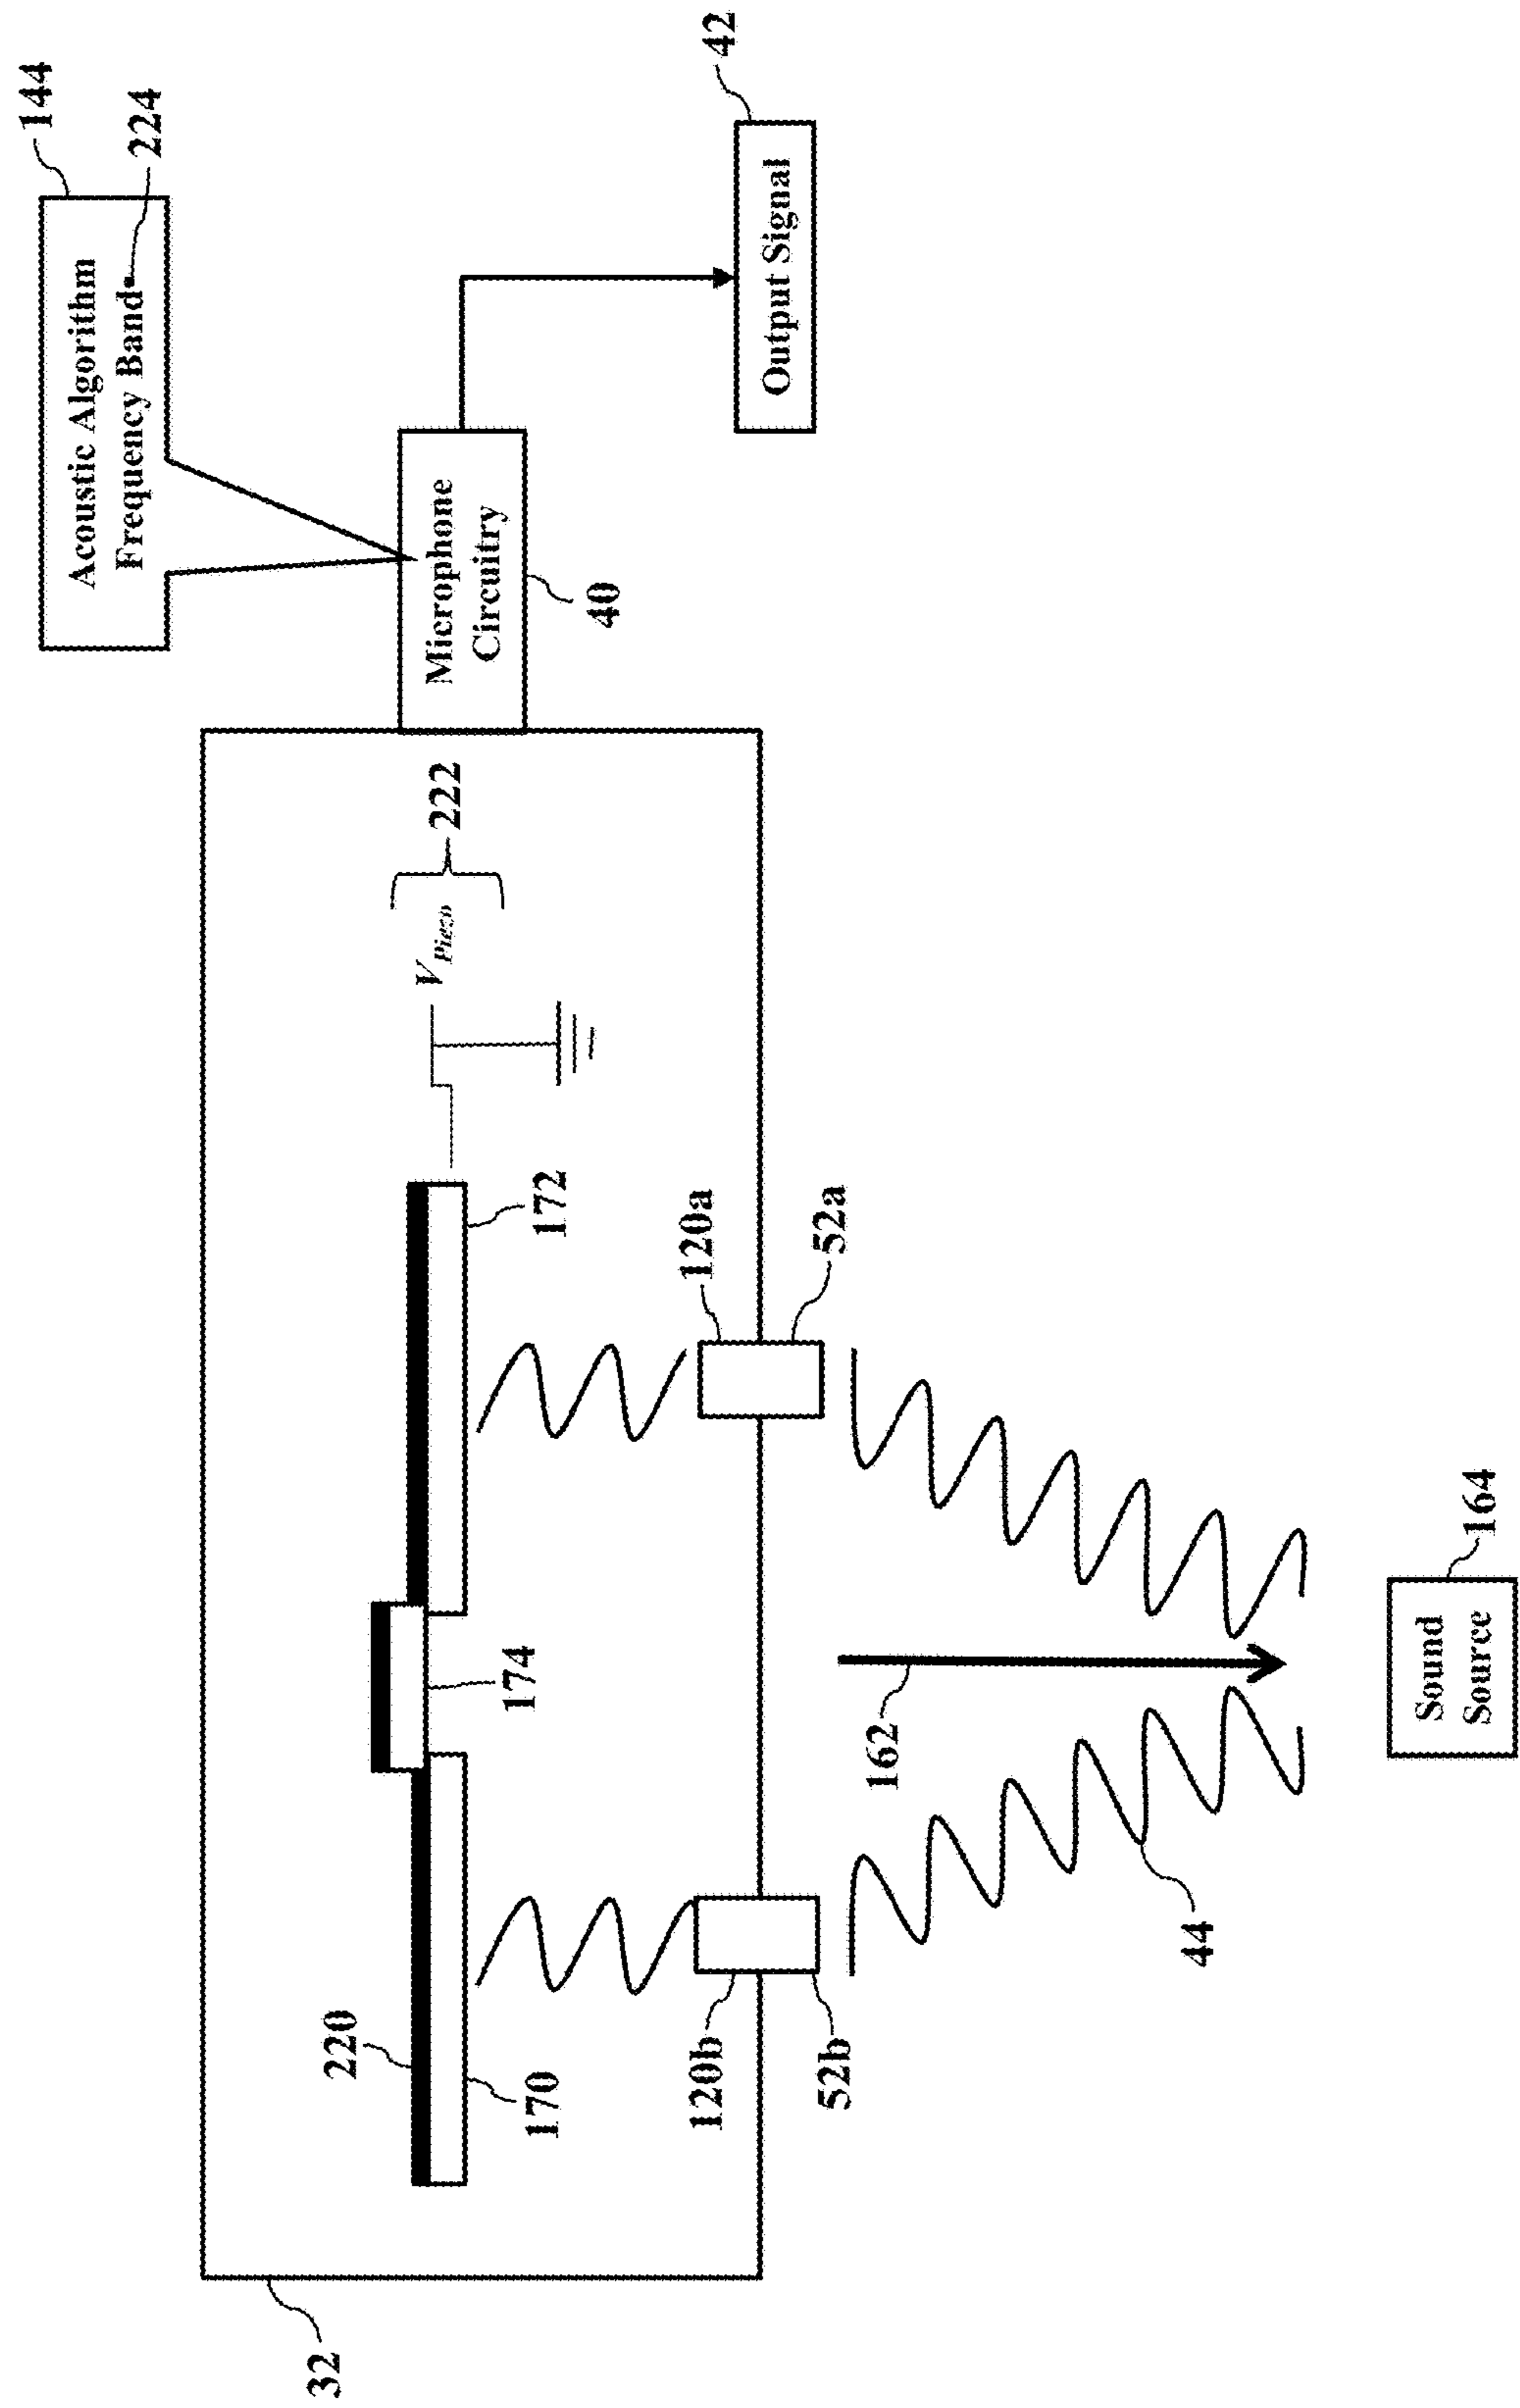 144
Acoustic Algorithm
Frequency Band
224
42
Output Signal
Microphone
Circuitry
40
222
V Piezo
172
120a
52a
174
162
Sound
Source
164
44
220
170
120b
52b
32